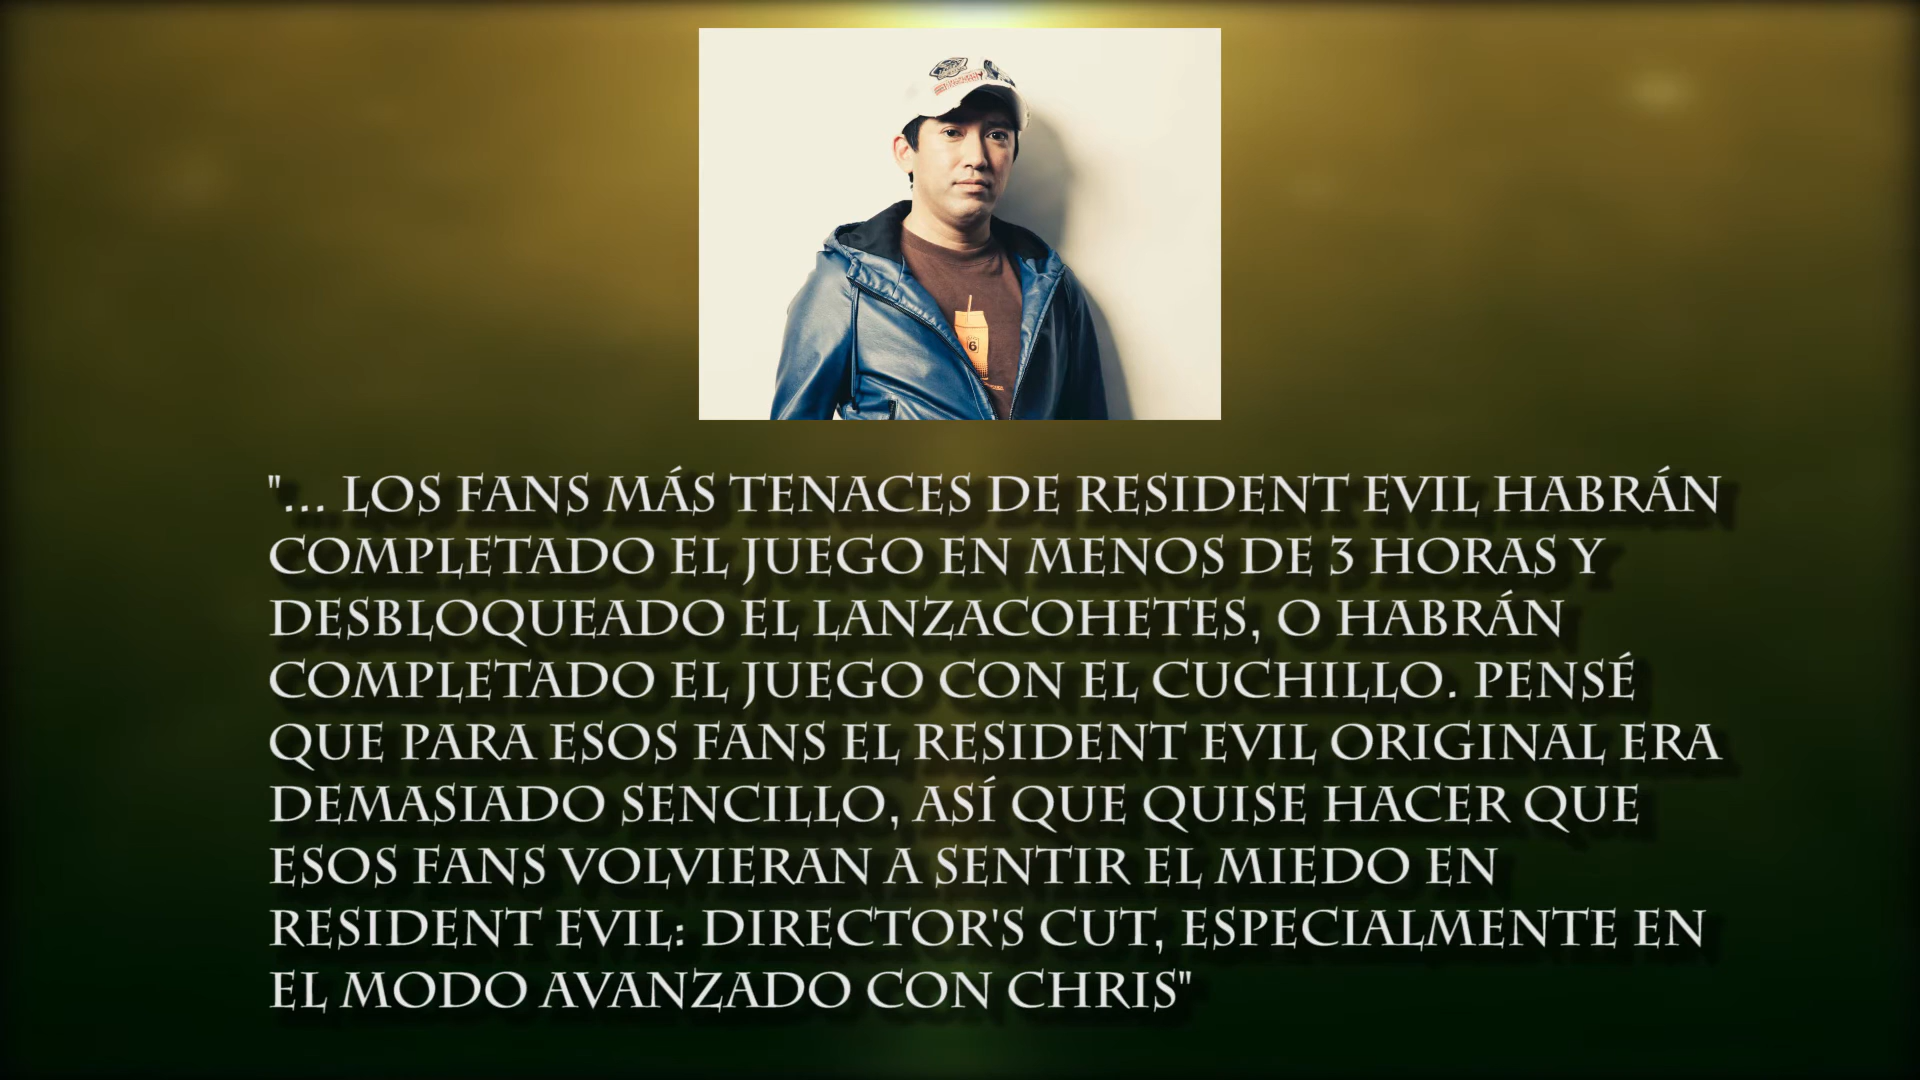 "... LOS FANS MÁS TENACES DE RESIDENT EVIL HABRÁN
COMPLETADO EL JUEGO EN MENOS DE 3 HORAS Y
DESBLOQUEADO EL LANZACOHETES, O HABRÁN
COMPLETADO EL JUEGO CON EL CUCHILLO. PENSÉ
QUE PARA ESOS FANS EL RESIDENT EVIL ORIGINAL ERA
DEMASIADO SENCILLO, ASÍ QUE QUISE HACER QUE
ESOS FANS VOLVIERAN A SENTIR EL MIEDO EN
RESIDENT EVIL: DIRECTOR'S CUT, ESPECIALMENTE EN
EL MODO AVANZADO CON CHRIS"